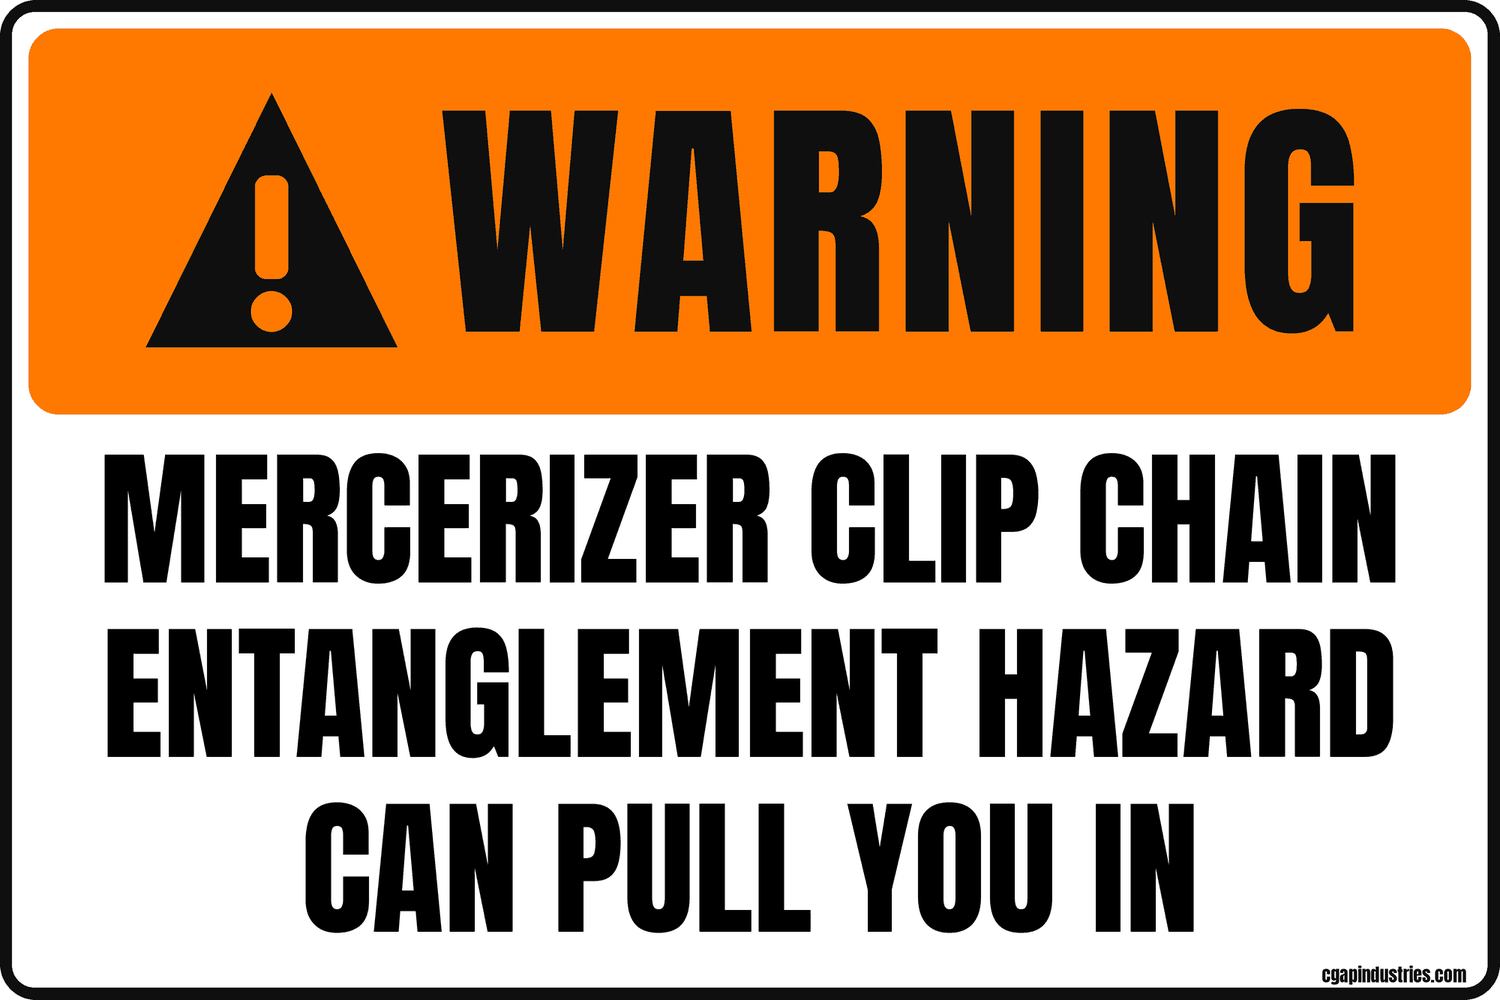 WARNING
MERCERIZER CLIP CHAIN
ENTANGLEMENT HAZARD
CAN PULL YOU IN
cgapindustries.com